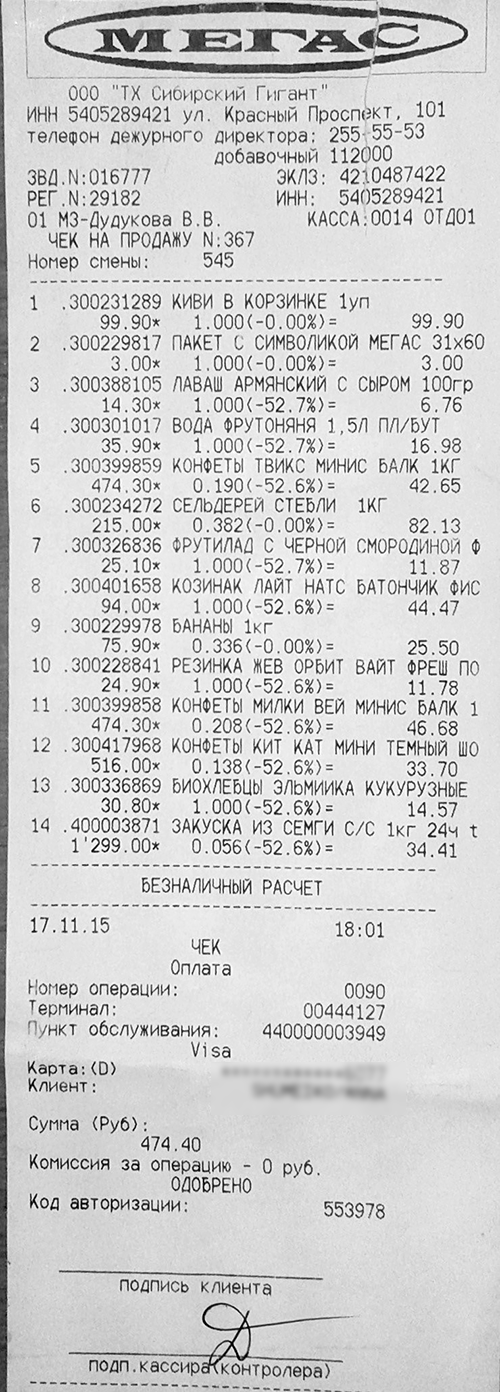 МЕГАС
ООО "ТХ Сибирский Гигант"
ИНН 5405289421 ул. Красный Проспект, 101
телефон дежурного директора: 255-55-53
добавочный 112000
ЗВД.N:016777 ЭКЛЗ: 4210487422
РЕГ.N:29182 ИНН: 5405289421
01 МЗ-Дудукова В.В. КАССА:0014 ОТД01
ЧЕК НА ПРОДАЖУ N:367
Номер смены: 545
1 .300231289 КИВИ В КОРЗИНКЕ 1уп
99.90* 1.000(-0.00%)= 99.90
2 .300229817 ПАКЕТ С СИМВОЛИКОЙ МЕГАС 31х60
3.00* 1.000(-0.00%)= 3.00
3 .300388105 ЛАВАШ АРМЯНСКИЙ С СЫРОМ 100гр
14.30* 1.000(-52.7%)= 6.76
4 .300301017 ВОДА ФРУТОНЯНЯ 1,5Л ПЛ/БУТ
35.90* 1.000(-52.7%)= 16.98
5 .300399859 КОНФЕТЫ ТВИКС МИНИС БАЛК 1КГ
474.30* 0.190(-52.6%)= 42.65
6 .300234272 СЕЛЬДЕРЕЙ СТЕБЛИ 1КГ
215.00* 0.382(-0.00%)= 82.13
7 .300326836 ФРУТИЛАД С ЧЕРНОЙ СМОРОДИНОЙ Ф
25.10* 1.000(-52.7%)= 11.87
8 .300401658 КОЗИНАК ЛАЙТ НАТС БАТОНЧИК ФИС
94.00* 1.000(-52.6%)= 44.47
9 .300229978 БАНАНЫ 1кг
75.90* 0.336(-0.00%)= 25.50
10 .300228841 РЕЗИНКА ЖЕВ ОРБИТ ВАЙТ ФРЕШ ПО
24.90* 1.000(-52.6%)= 11.78
11 .300399858 КОНФЕТЫ МИЛКИ ВЕЙ МИНИС БАЛК 1
474.30* 0.208(-52.6%)= 46.68
12 .300417968 КОНФЕТЫ КИТ КАТ МИНИ ТЕМНЫЙ ШО
516.00* 0.138(-52.6%)= 33.70
13 .300336869 БИОХЛЕБЦЫ ЭЛЬМИИКА КУКУРУЗНЫЕ
30.80* 1.000(-52.6%)= 14.57
14 .400003871 ЗАКУСКА ИЗ СЕМГИ С/С 1кг 24ч t
1'299.00* 0.056(-52.6%)= 34.41
БЕЗНАЛИЧНЫЙ РАСЧЕТ
17.11.15 18:01
ЧЕК
Оплата
Номер операции: 0090
Терминал: 00444127
Пункт обслуживания: 440000003949
Visa
Карта:(D)
Клиент:
Сумма (Руб):
474.40
Комиссия за операцию - 0 руб.
ОДОБРЕНО
Код авторизации: 553978
подпись клиента
подп.кассира(контролера)